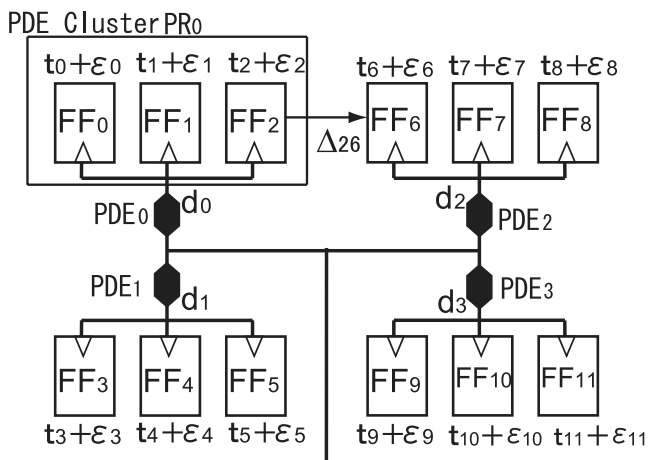 PDE Cluster PR0
t0+ε0 t1+ε1 t2+ε2 t6+ε6 t7+ε7 t8+ε8
FF0 FF1 FF2 FF6 FF7 FF8
Δ26
PDE0 d0 d2 PDE2
PDE1 d1 d3 PDE3
FF3 FF4 FF5 FF9 FF10 FF11
t3+ε3 t4+ε4 t5+ε5 t9+ε9 t10+ε10 t11+ε11